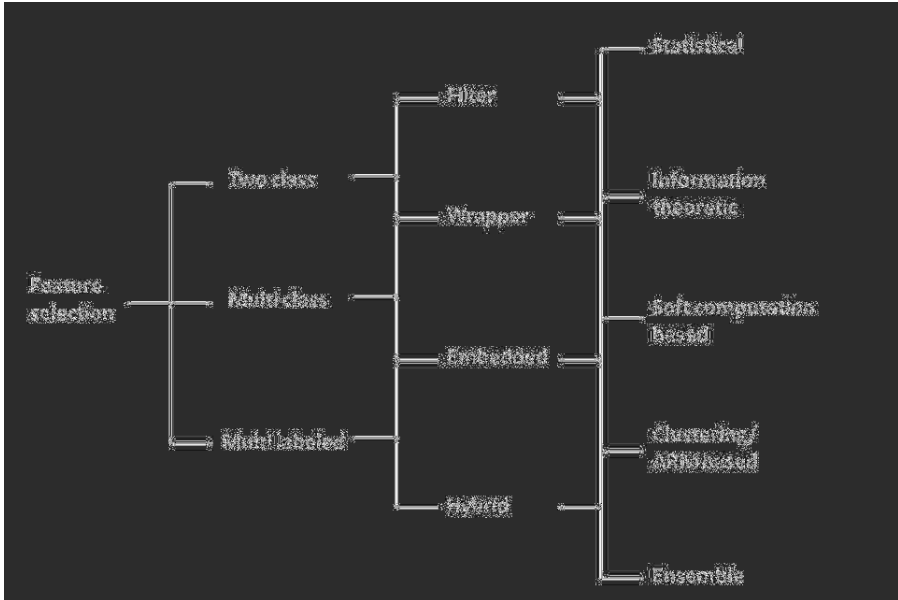 Feature
selection
Two class
Multi class
Multi labeled
Filter
Wrapper
Embedded
Hybrid
Statistical
Information
theoretic
Soft computation
based
Clustering/
ARM based
Ensemble